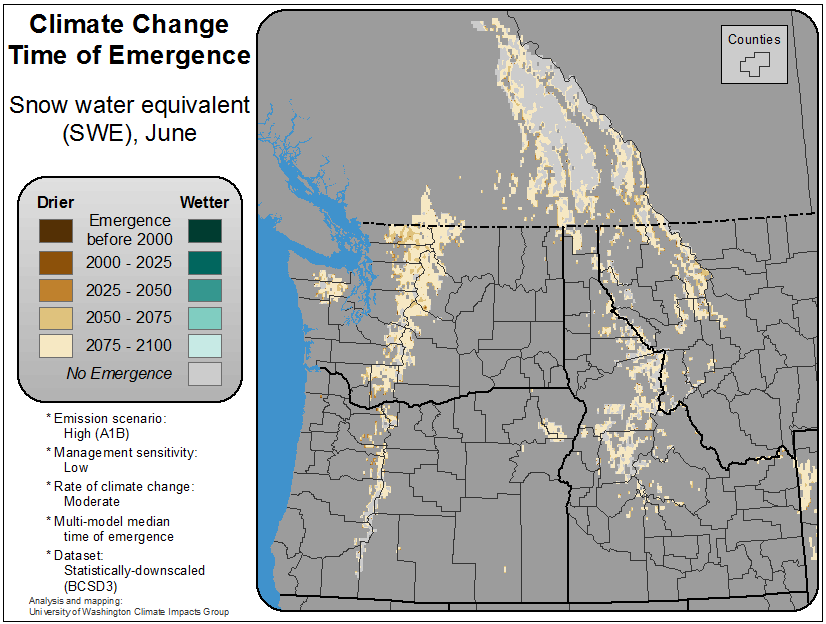 Climate Change
Time of Emergence
Snow water equivalent
(SWE), June
Drier
Wetter
Emergence
before 2000
2000 - 2025
2025 - 2050
2050 - 2075
2075 - 2100
No Emergence
* Emission scenario:
High (A1B)
* Management sensitivity:
Low
* Rate of climate change:
Moderate
* Multi-model median
time of emergence
* Dataset:
Statistically-downscaled
(BCSD3)
Analysis and mapping:
University of Washington Climate Impacts Group
Counties